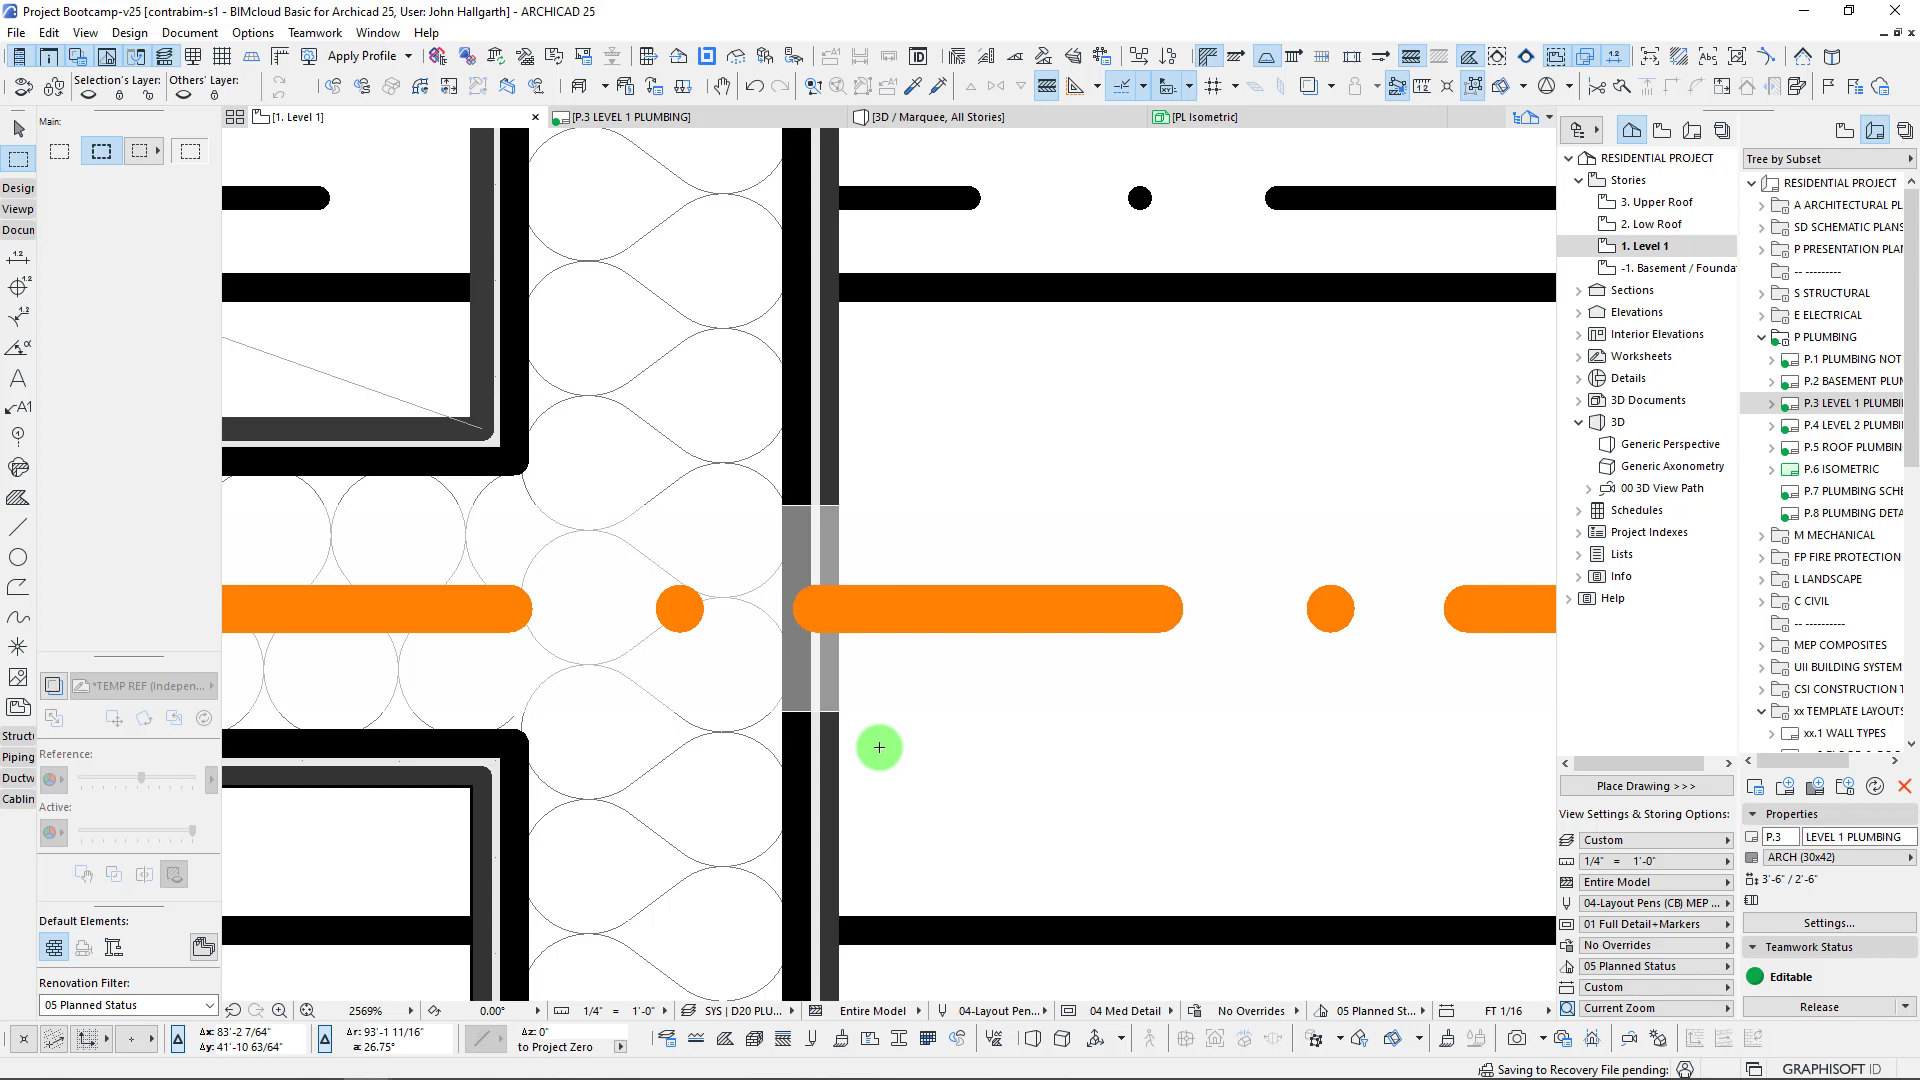 Project Bootcamp-v25 [contrabim-s1 - BIMcloud Basic for Archicad 25, User: John Hallgarth] - ARCHICAD 25
File Edit View Design Document Options Teamwork Window Help
Apply Profile
Selection's Layer: Others' Layer:
[1. Level 1] [P.3 LEVEL 1 PLUMBING] [3D / Marquee, All Stories] [PL Isometric]
Main:
Design
Viewp
Docun
1.2
A
A1
Struct
Piping
Ductw
Cablin
*TEMP REF (Indepen...
Reference:
Active:
Default Elements:
Renovation Filter:
05 Planned Status
RESIDENTIAL PROJECT
Stories
3. Upper Roof
2. Low Roof
1. Level 1
-1. Basement / Founda
Sections
Elevations
Interior Elevations
Worksheets
Details
3D Documents
3D
Generic Perspective
Generic Axonometry
00 3D View Path
Schedules
Project Indexes
Lists
Info
Help
Place Drawing >>>
View Settings & Storing Options:
Custom
1/4" = 1'-0"
Entire Model
04-Layout Pens (CB) MEP ...
01 Full Detail+Markers
No Overrides
05 Planned Status
Custom
Current Zoom
Tree by Subset
RESIDENTIAL PROJECT
A ARCHITECTURAL PL
SD SCHEMATIC PLANS
P PRESENTATION PLAN
-- ---------
S STRUCTURAL
E ELECTRICAL
P PLUMBING
P.1 PLUMBING NOT
P.2 BASEMENT PLUM
P.3 LEVEL 1 PLUMBI
P.4 LEVEL 2 PLUMBI
P.5 ROOF PLUMBIN
P.6 ISOMETRIC
P.7 PLUMBING SCHE
P.8 PLUMBING DETA
M MECHANICAL
FP FIRE PROTECTION
L LANDSCAPE
C CIVIL
-- ----------
MEP COMPOSITES
UII BUILDING SYSTEM
CSI CONSTRUCTION T
xx TEMPLATE LAYOUTS
xx.1 WALL TYPES
Properties
P.3 LEVEL 1 PLUMBING
ARCH (30x42)
3'-6" / 2'-6"
Settings...
Teamwork Status
Editable
Release
2569% 0.00° 1/4" = 1'-0" SYS | D20 PLU... Entire Model 04-Layout Pen... 04 Med Detail No Overrides 05 Planned St... FT 1/16
Δx: 83'-2 7/64" Δr: 93'-1 11/16" Δz: 0"
Δy: 41'-10 63/64" a: 26.75° to Project Zero
Saving to Recovery File pending: GRAPHISOFT ID